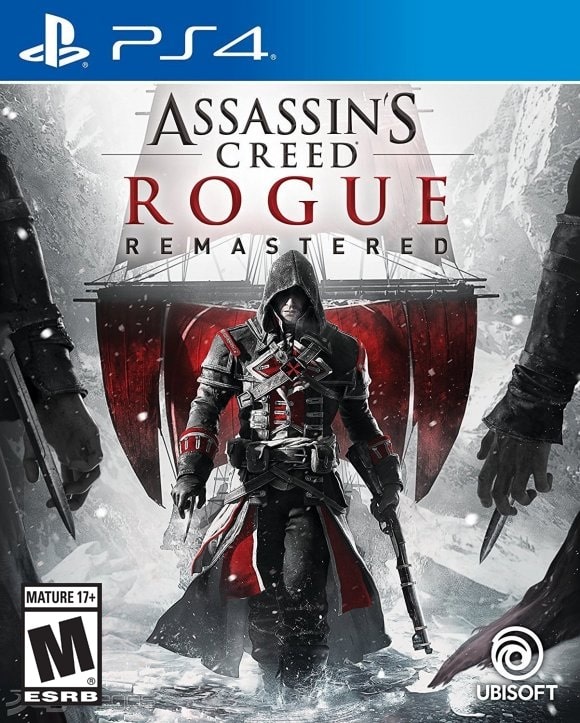 PS4
ASSASSIN'S
CREED
ROGUE
REMASTERED
MATURE 17+
M
ESRB
UBISOFT